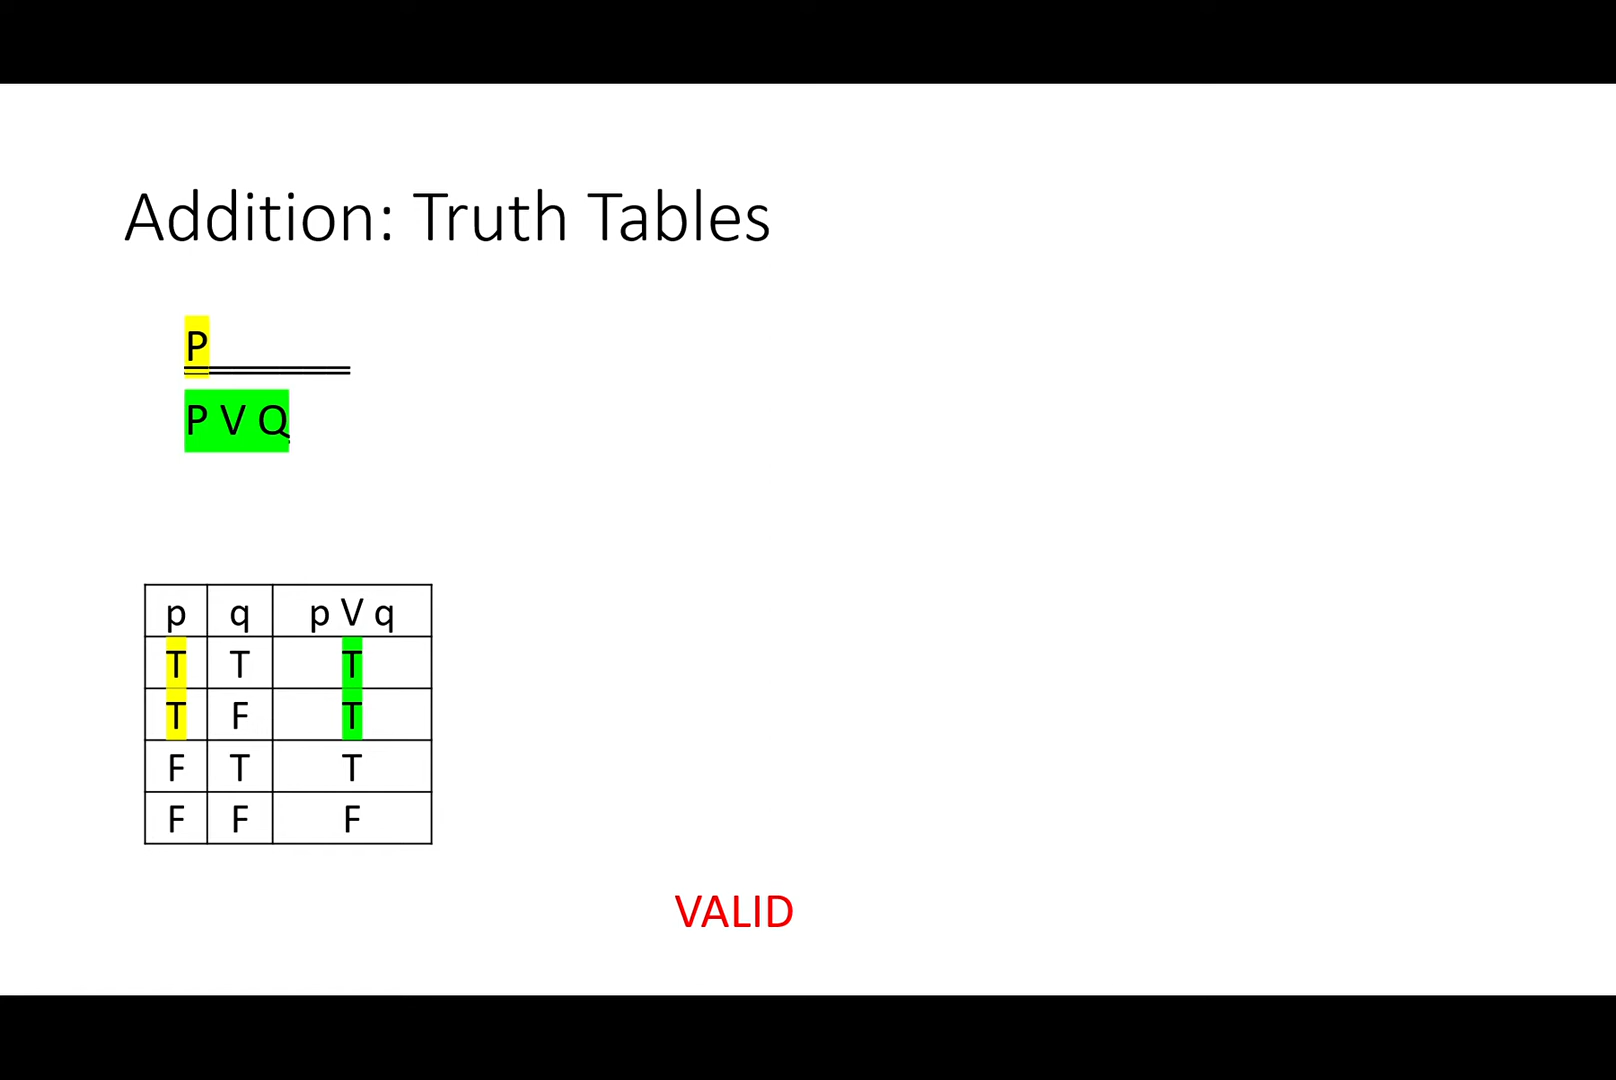 Addition: Truth Tables
P
P V Q
p q p V q
T T T
T F T
F T T
F F F
VALID